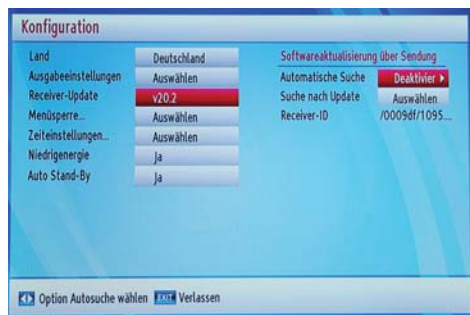 Konfiguration
Land Deutschland
Ausgabeeinstellungen Auswählen
Receiver-Update v20.2
Menüsperre... Auswählen
Zeiteinstellungen... Auswählen
Niedrigenergie Ja
Auto Stand-By Ja
Softwareaktualisierung über Sendung
Automatische Suche Deaktivier
Suche nach Update Auswählen
Receiver-ID /0009df/1095...
Option Autosuche wählen EXIT Verlassen